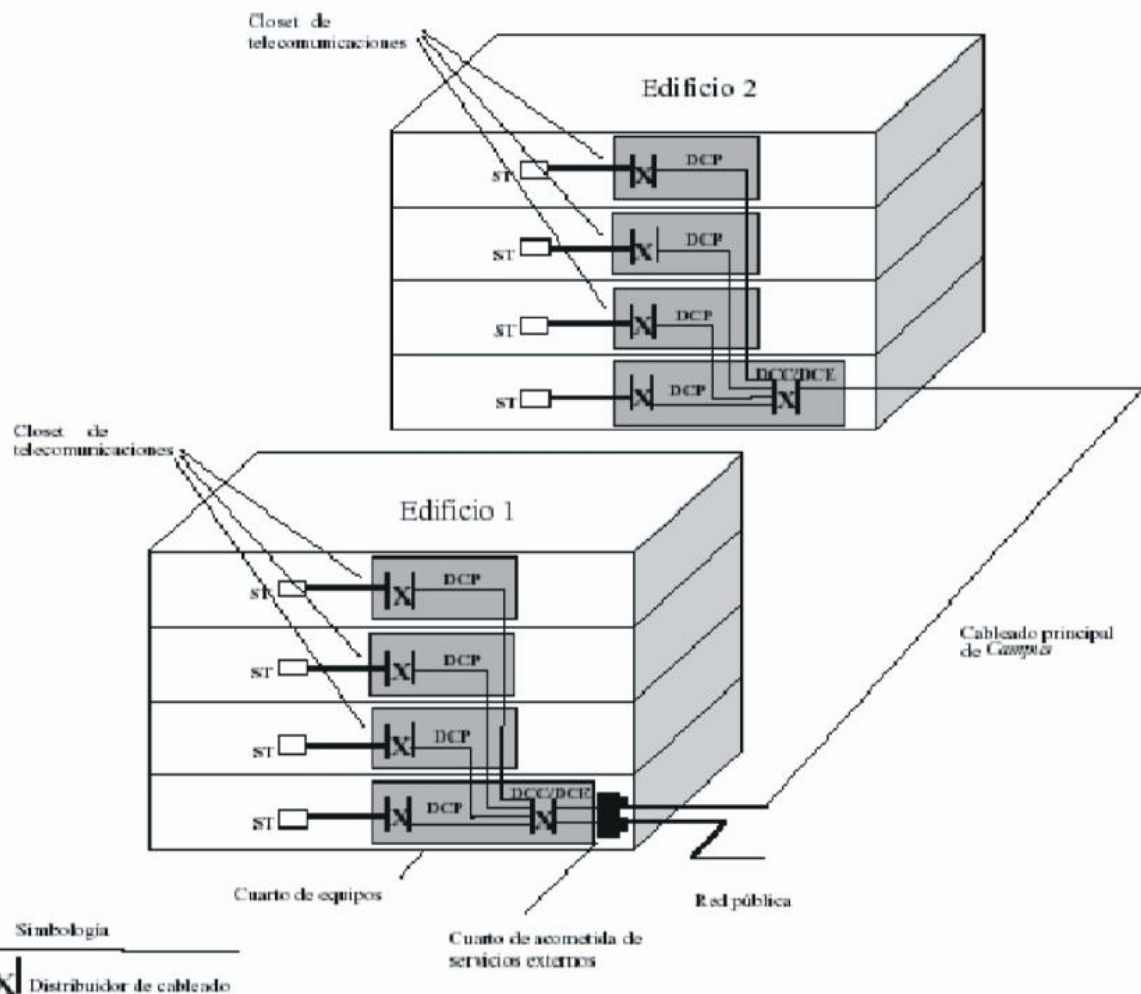 Closet de
telecomunicaciones
Edificio 2
DCP
ST
DCP
ST
DCP
ST
DCC/DCE
DCP
ST
Closet de
telecomunicaciones
Edificio 1
DCP
ST
DCP
ST
DCP
ST
DCC/DCE
DCP
ST
Cableado principal
de Campus
Cuarto de equipos
Red pública
Cuarto de acometida de
servicios externos
Simbología
X Distribuidor de cableado